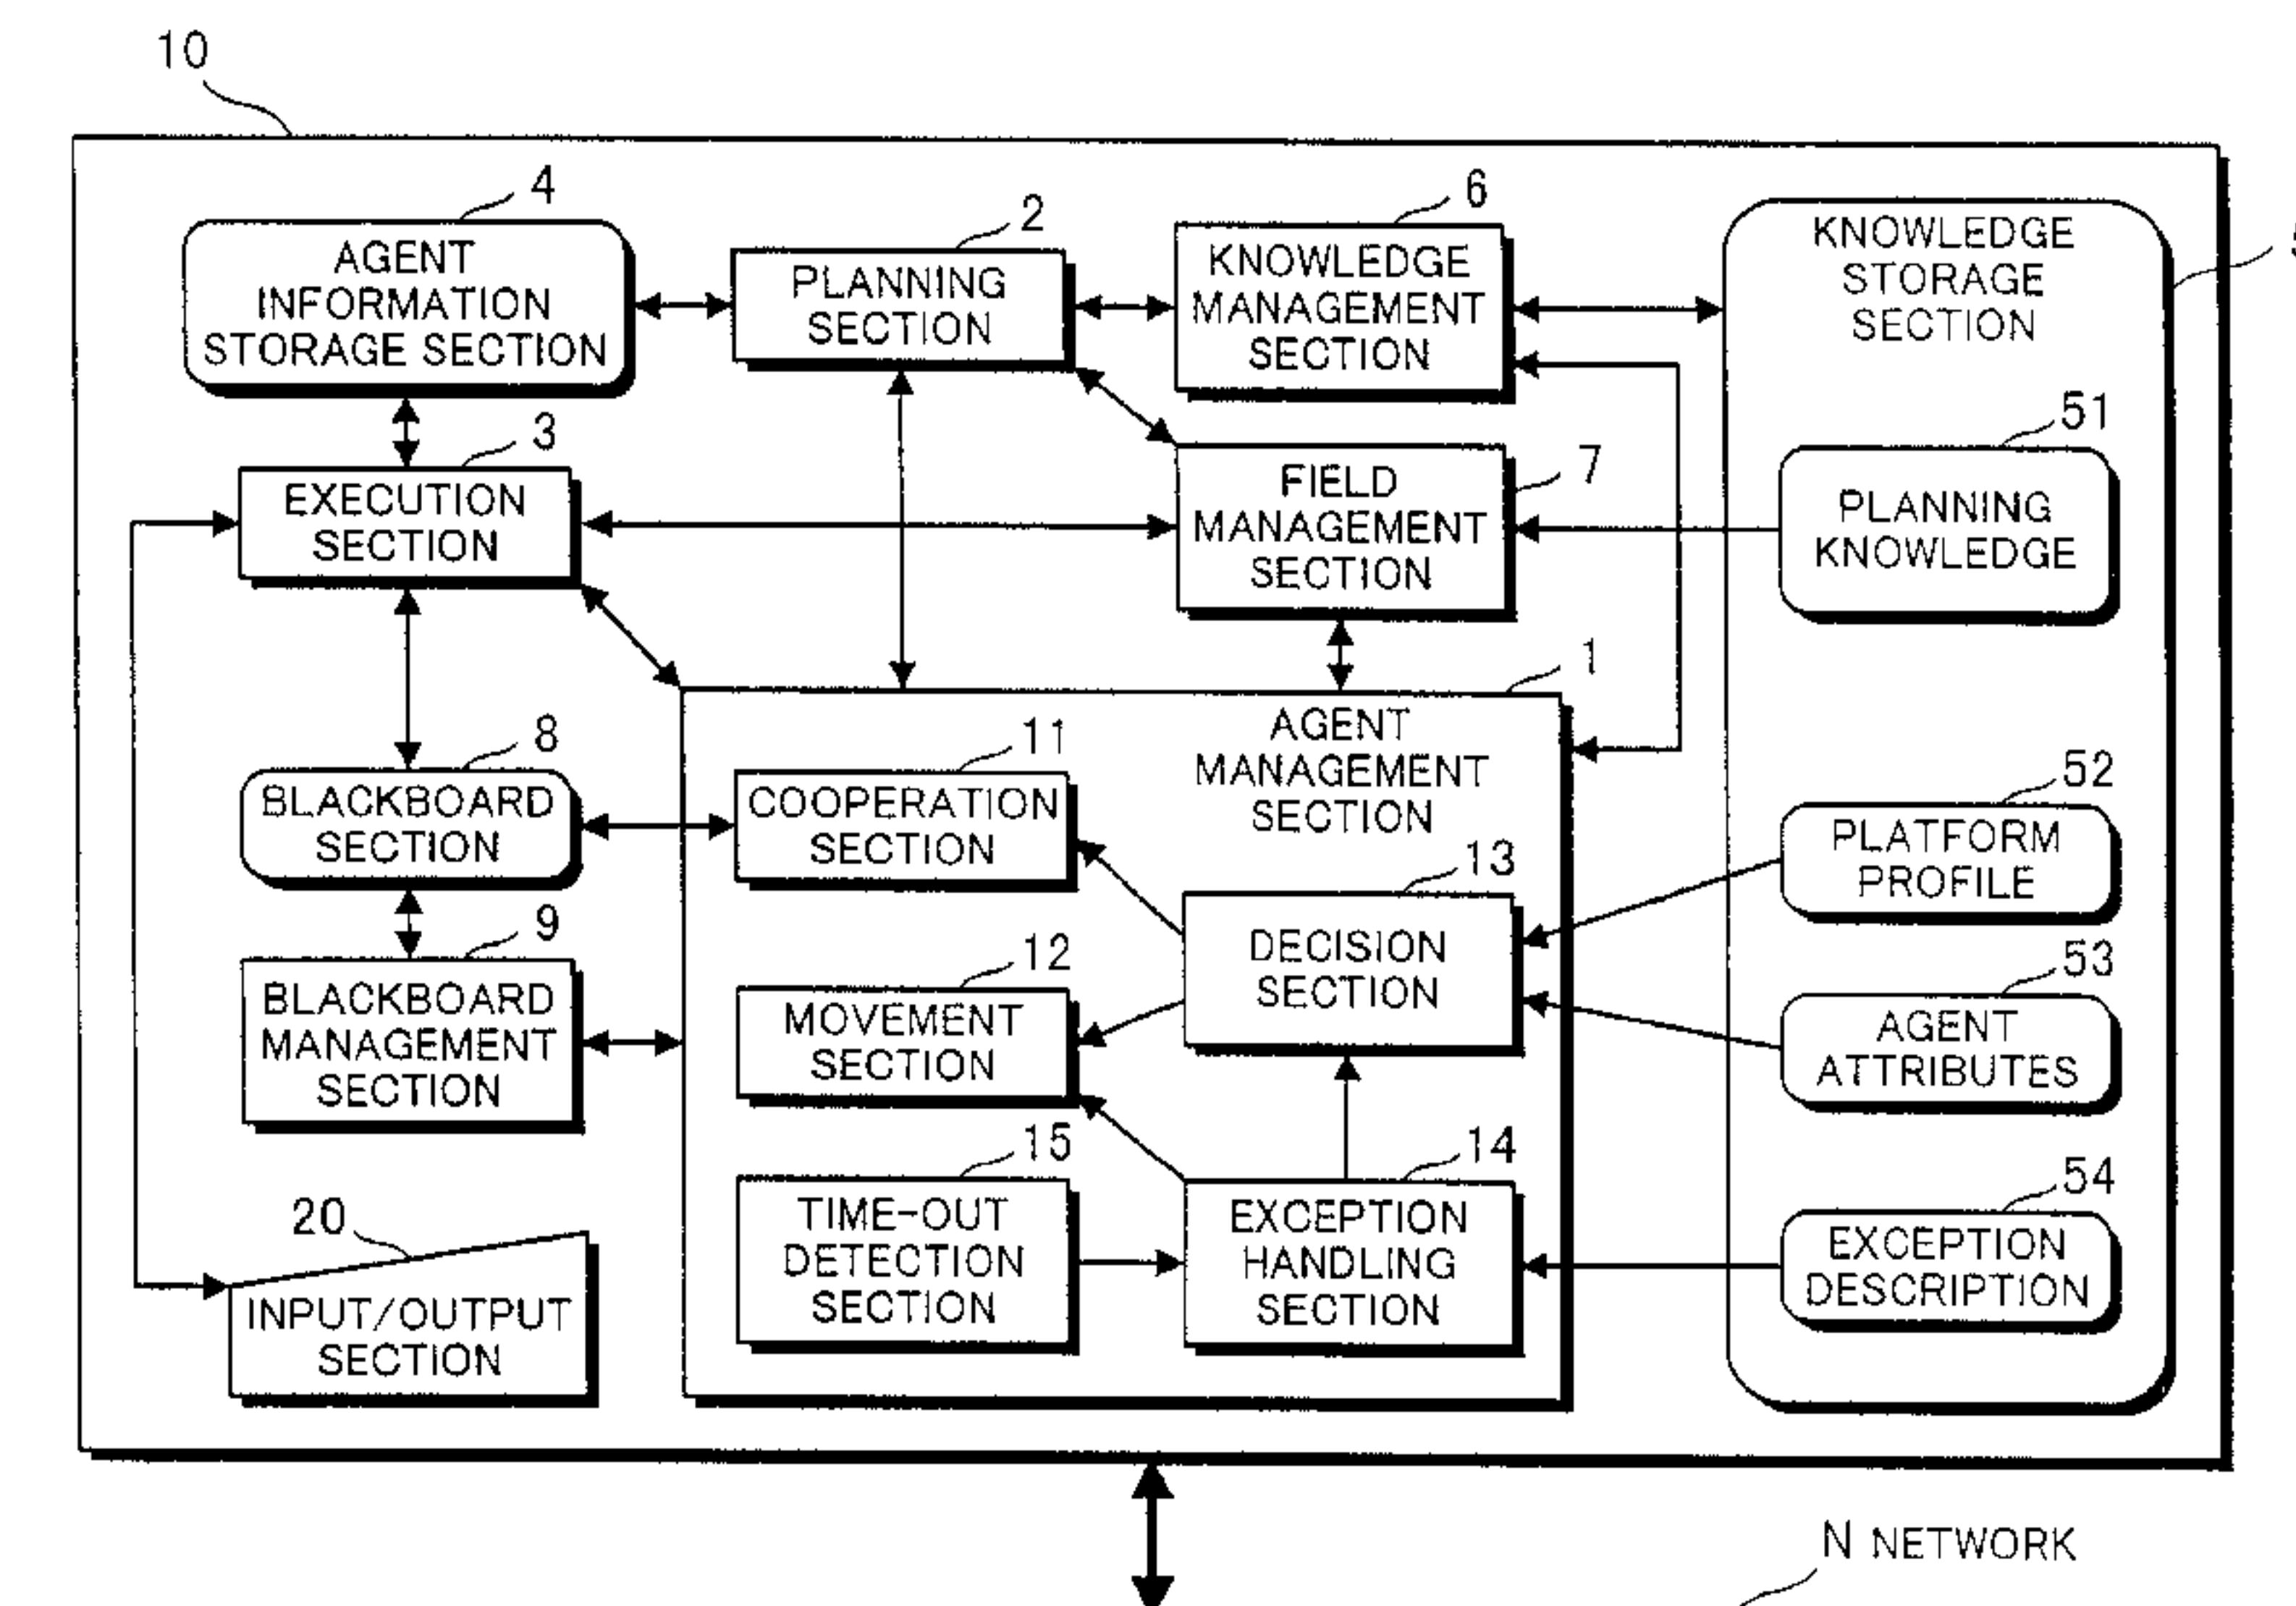 10
4
AGENT
INFORMATION
STORAGE SECTION
2
PLANNING
SECTION
6
KNOWLEDGE
MANAGEMENT
SECTION
KNOWLEDGE
STORAGE
SECTION
3
EXECUTION
SECTION
7
FIELD
MANAGEMENT
SECTION
51
PLANNING
KNOWLEDGE
1
AGENT
MANAGEMENT
SECTION
8
BLACKBOARD
SECTION
11
COOPERATION
SECTION
13
DECISION
SECTION
52
PLATFORM
PROFILE
9
BLACKBOARD
MANAGEMENT
SECTION
12
MOVEMENT
SECTION
53
AGENT
ATTRIBUTES
15
TIME-OUT
DETECTION
SECTION
14
EXCEPTION
HANDLING
SECTION
54
EXCEPTION
DESCRIPTION
20
INPUT/OUTPUT
SECTION
N NETWORK